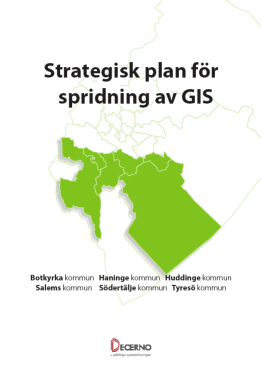 Strategisk plan för
spridning av GIS
Botkyrka kommun Haninge kommun Huddinge kommun
Salems kommun Södertälje kommun Tyresö kommun
DECERNO